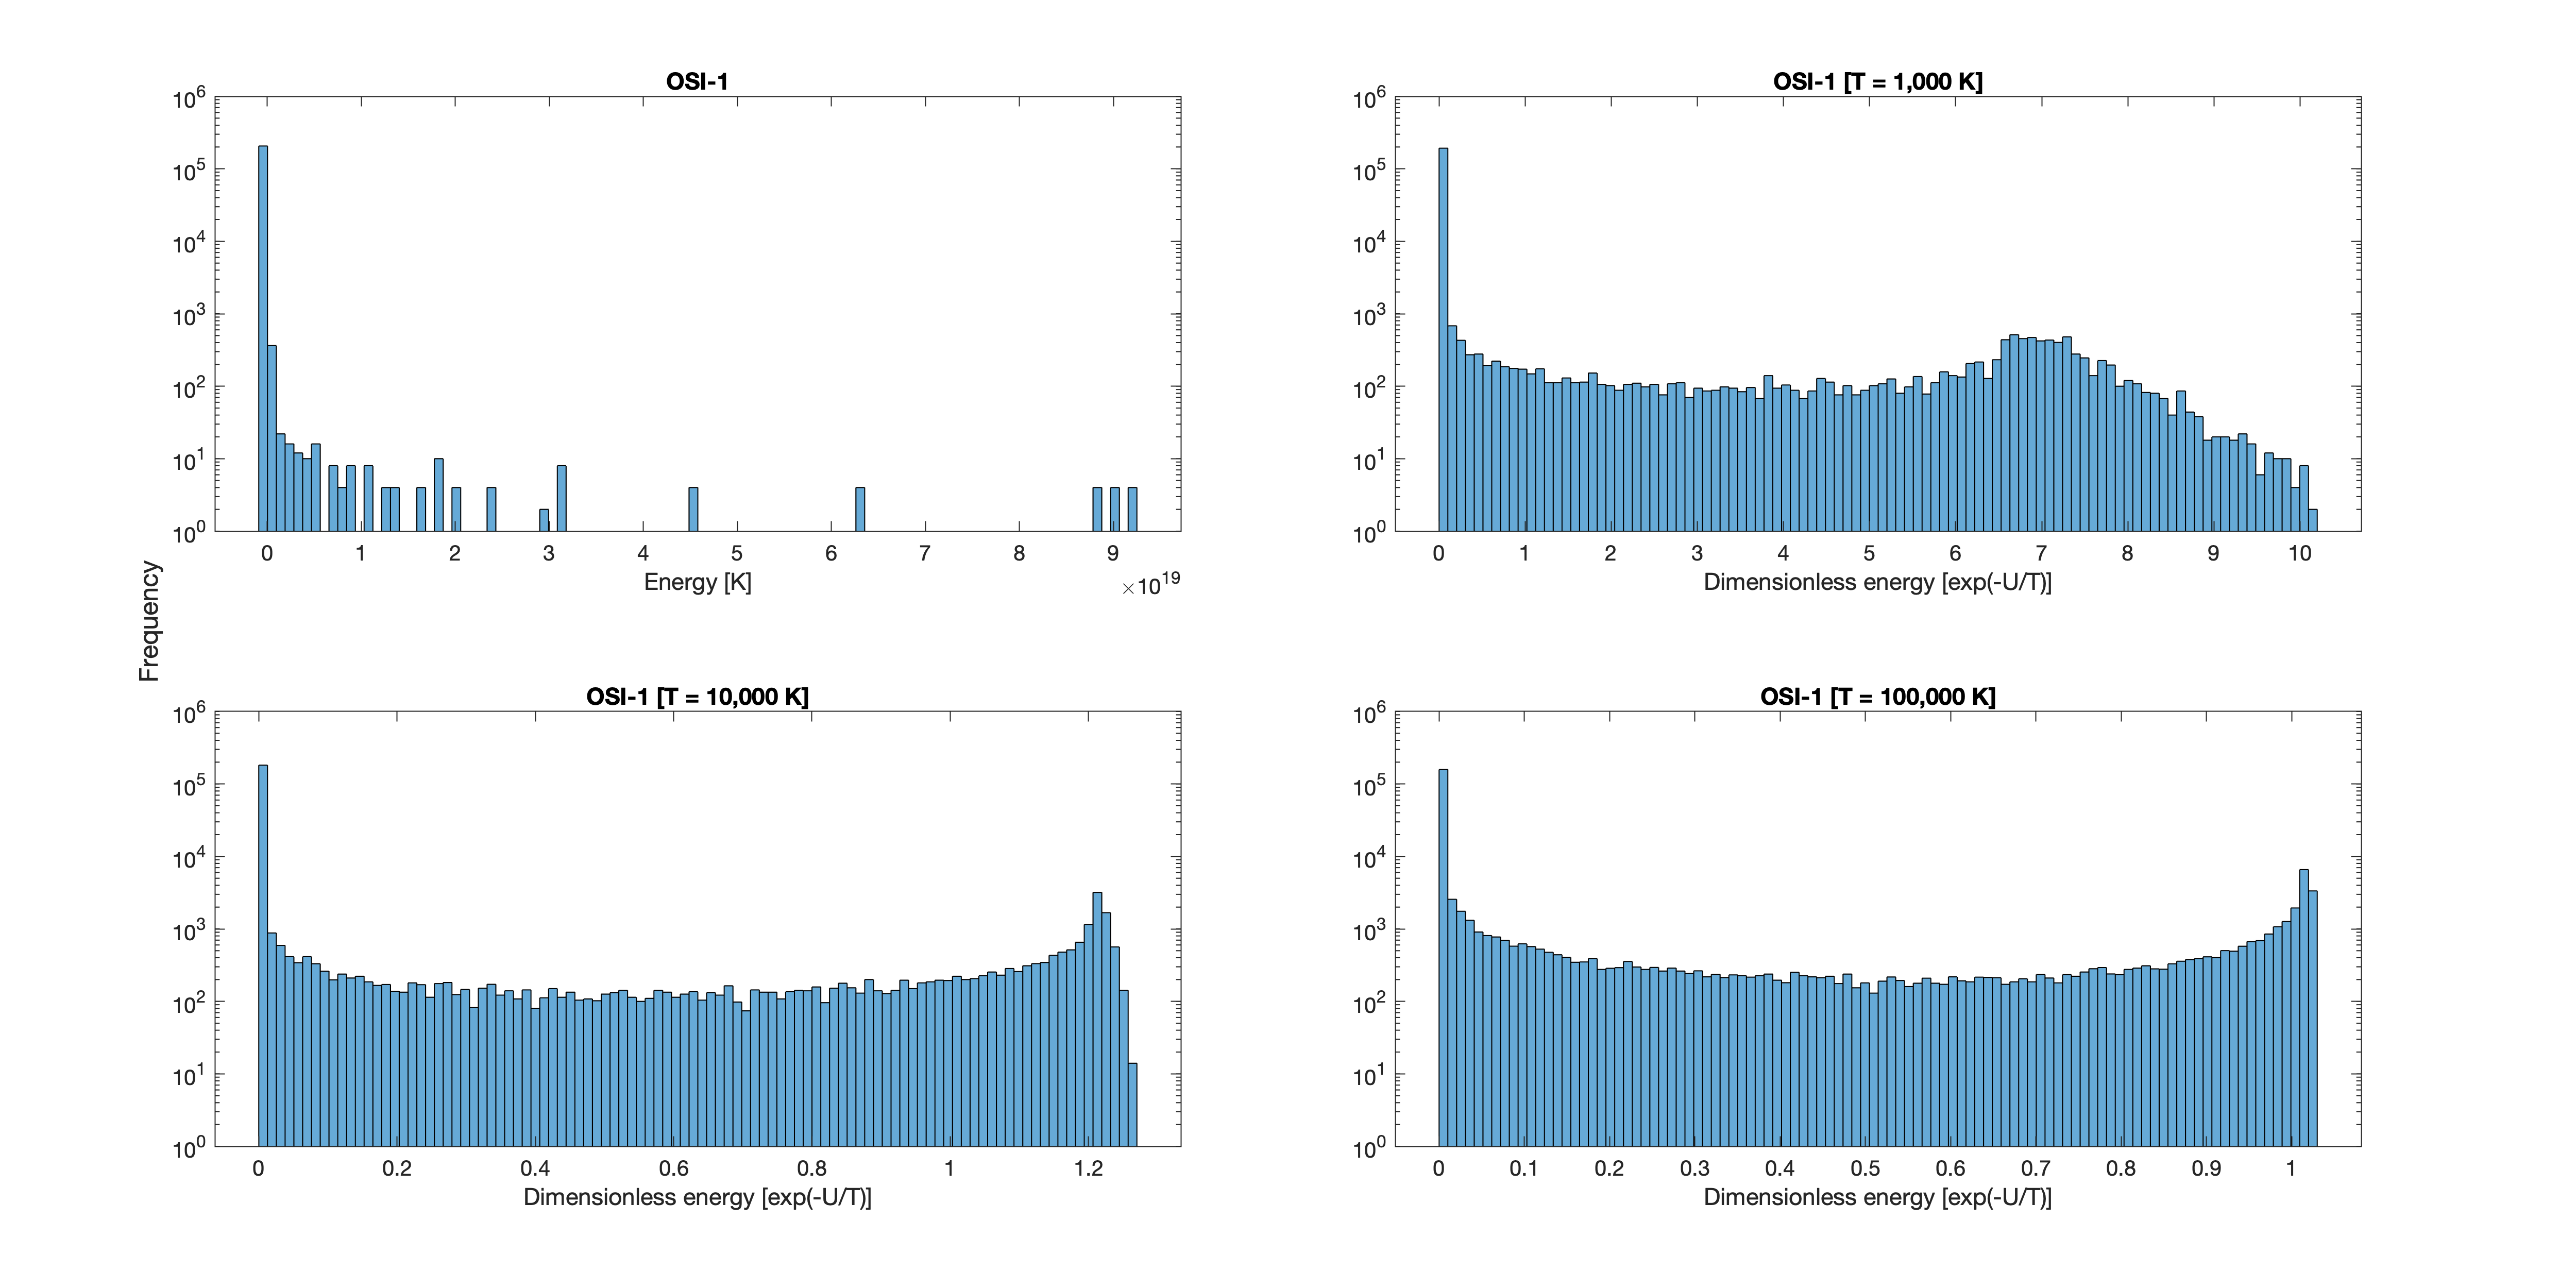 OSI-1
10^6
10^5
10^4
10^3
10^2
10^1
10^0
0 1 2 3 4 5 6 7 8 9
Energy [K]
×10^19
OSI-1 [T = 1,000 K]
10^6
10^5
10^4
10^3
10^2
10^1
10^0
0 1 2 3 4 5 6 7 8 9 10
Dimensionless energy [exp(-U/T)]
Frequency
OSI-1 [T = 10,000 K]
10^6
10^5
10^4
10^3
10^2
10^1
10^0
0 0.2 0.4 0.6 0.8 1 1.2
Dimensionless energy [exp(-U/T)]
OSI-1 [T = 100,000 K]
10^6
10^5
10^4
10^3
10^2
10^1
10^0
0 0.1 0.2 0.3 0.4 0.5 0.6 0.7 0.8 0.9 1
Dimensionless energy [exp(-U/T)]